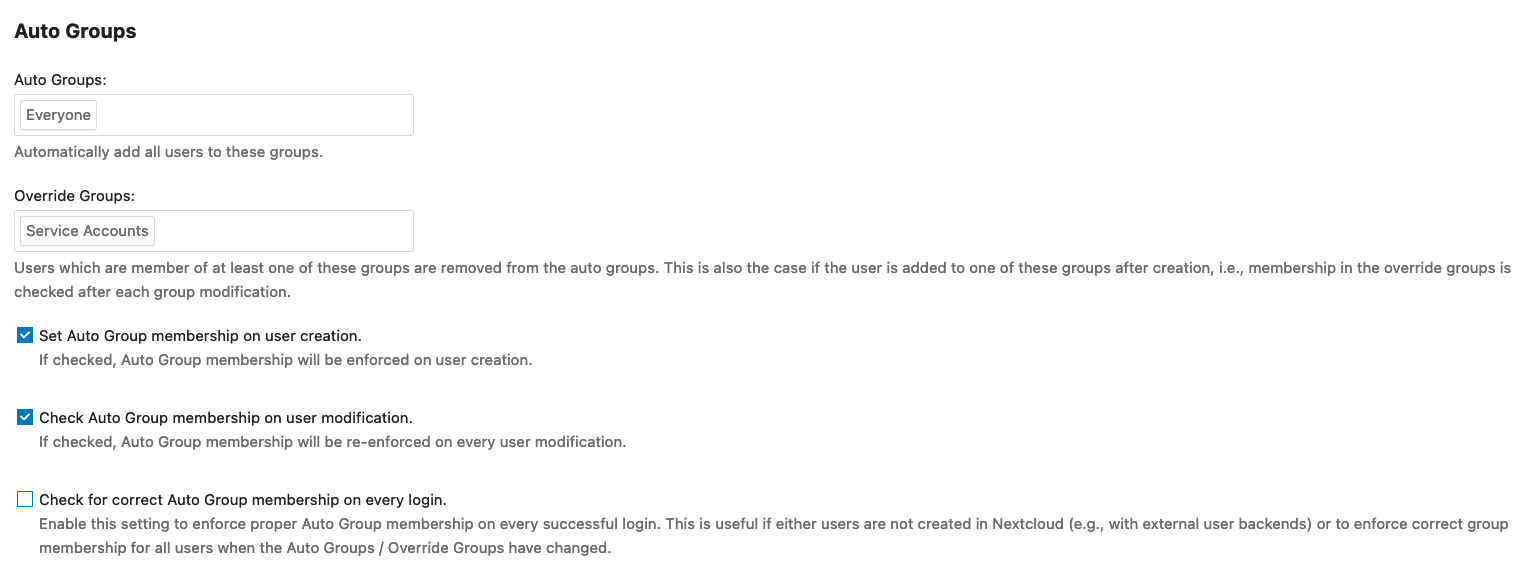 Auto Groups
Auto Groups:
Everyone
Automatically add all users to these groups.
Override Groups:
Service Accounts
Users which are member of at least one of these groups are removed from the auto groups. This is also the case if the user is added to one of these groups after creation, i.e., membership in the override groups is
checked after each group modification.
Set Auto Group membership on user creation.
If checked, Auto Group membership will be enforced on user creation.
Check Auto Group membership on user modification.
If checked, Auto Group membership will be re-enforced on every user modification.
Check for correct Auto Group membership on every login.
Enable this setting to enforce proper Auto Group membership on every successful login. This is useful if either users are not created in Nextcloud (e.g., with external user backends) or to enforce correct group
membership for all users when the Auto Groups / Override Groups have changed.